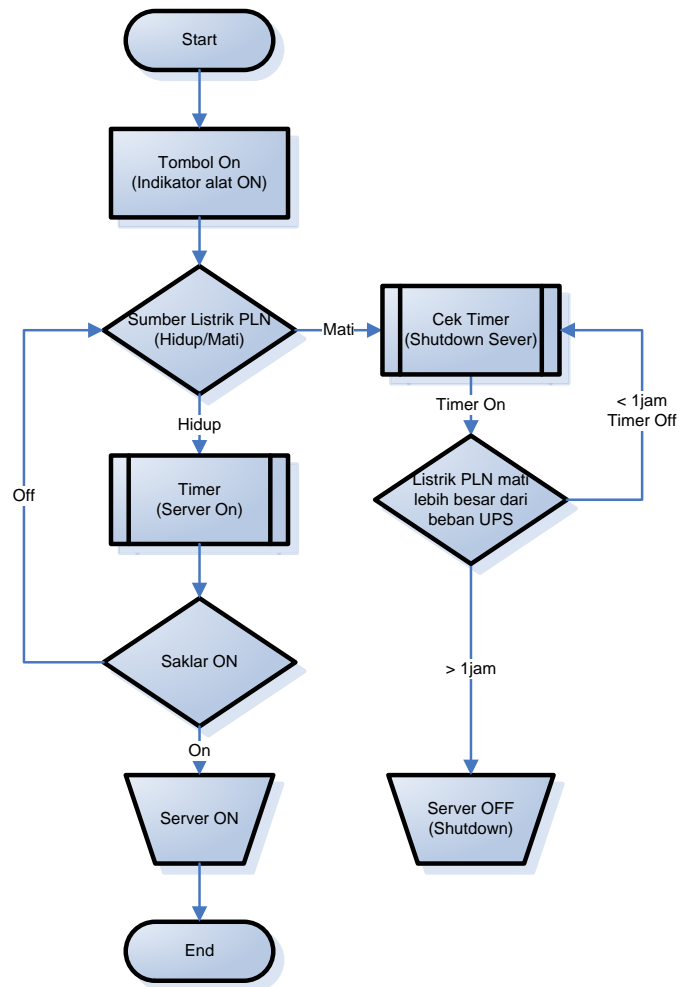 Start
Tombol On
(Indikator alat ON)
Sumber Listrik PLN
(Hidup/Mati)
Mati
Cek Timer
(Shutdown Sever)
< 1jam
Timer Off
Timer On
Hidup
Listrik PLN mati
lebih besar dari
beban UPS
Timer
(Server On)
Off
Saklar ON
> 1jam
On
Server ON
Server OFF
(Shutdown)
End